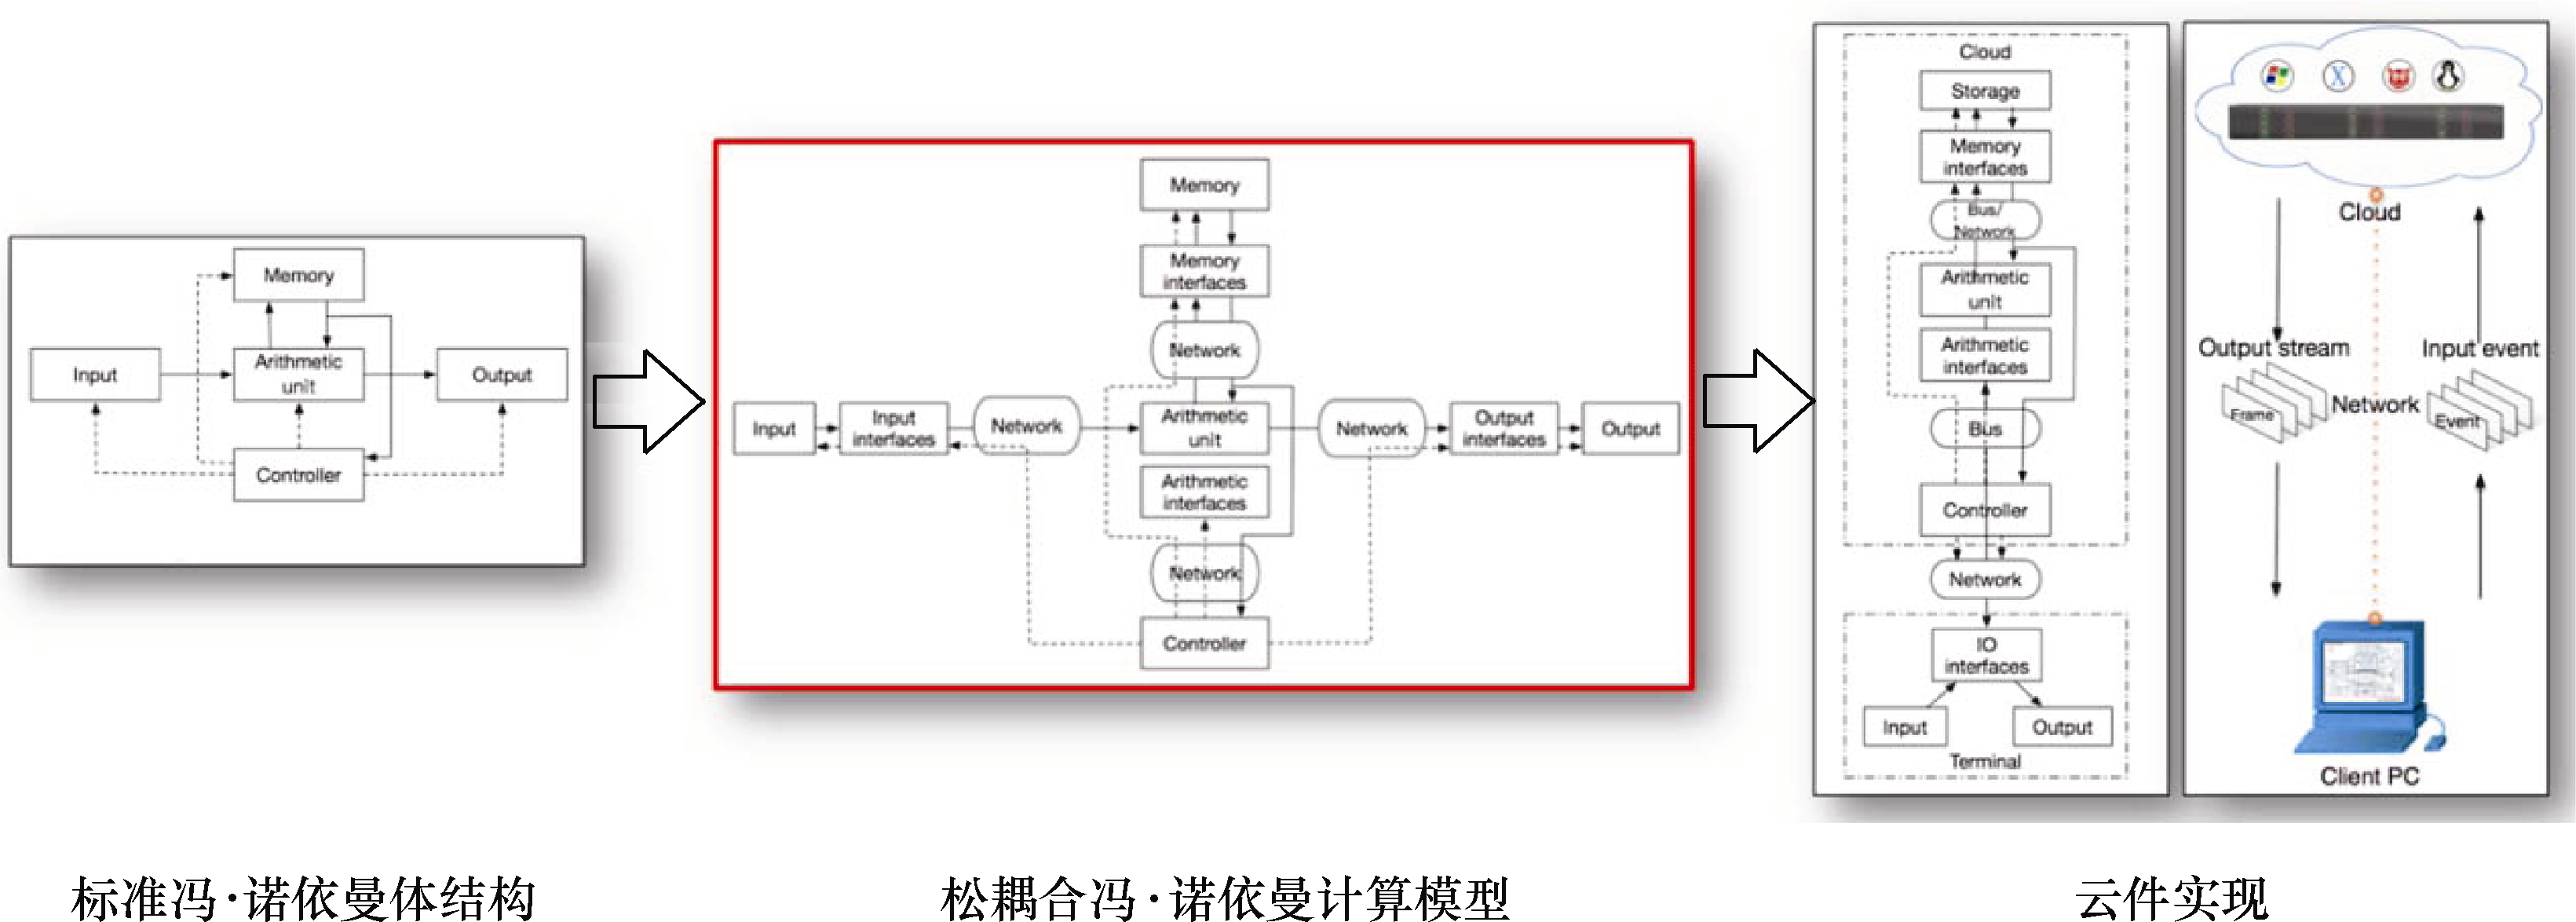 Memory
Input
Arithmetic
unit
Output
Controller
Memory
Memory
interfaces
Network
Input
Input
interfaces
Network
Arithmetic
unit
Network
Output
interfaces
Output
Arithmetic
interfaces
Network
Controller
Cloud
Storage
Memory
interfaces
Bus/
Network
Arithmetic
unit
Arithmetic
interfaces
Bus
Controller
Network
IO
interfaces
Input
Output
Terminal
X
Cloud
Output stream
Input event
Frame
Network
Event
Client PC
标准冯·诺依曼体结构
松耦合冯·诺依曼计算模型
云件实现